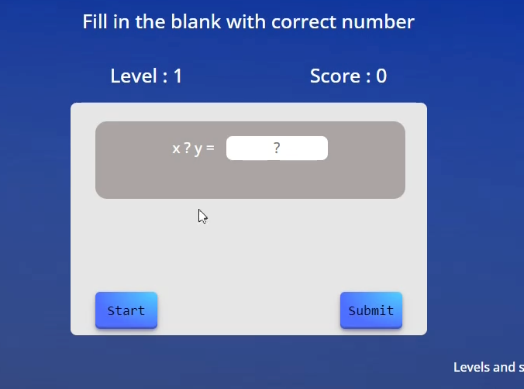 Fill in the blank with correct number
Level : 1 Score : 0
x ? y = ?
Start Submit
Levels and